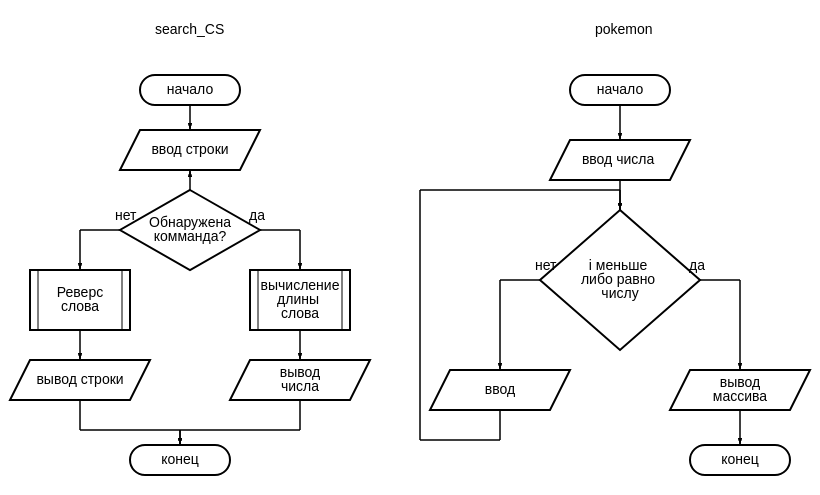 search_CS
начало
ввод строки
нет
да
Обнаружена
комманда?
Реверс
слова
вычисление
длины
слова
вывод строки
вывод
числа
конец
pokemon
начало
ввод числа
нет
да
i меньше
либо равно
числу
ввод
вывод
массива
конец